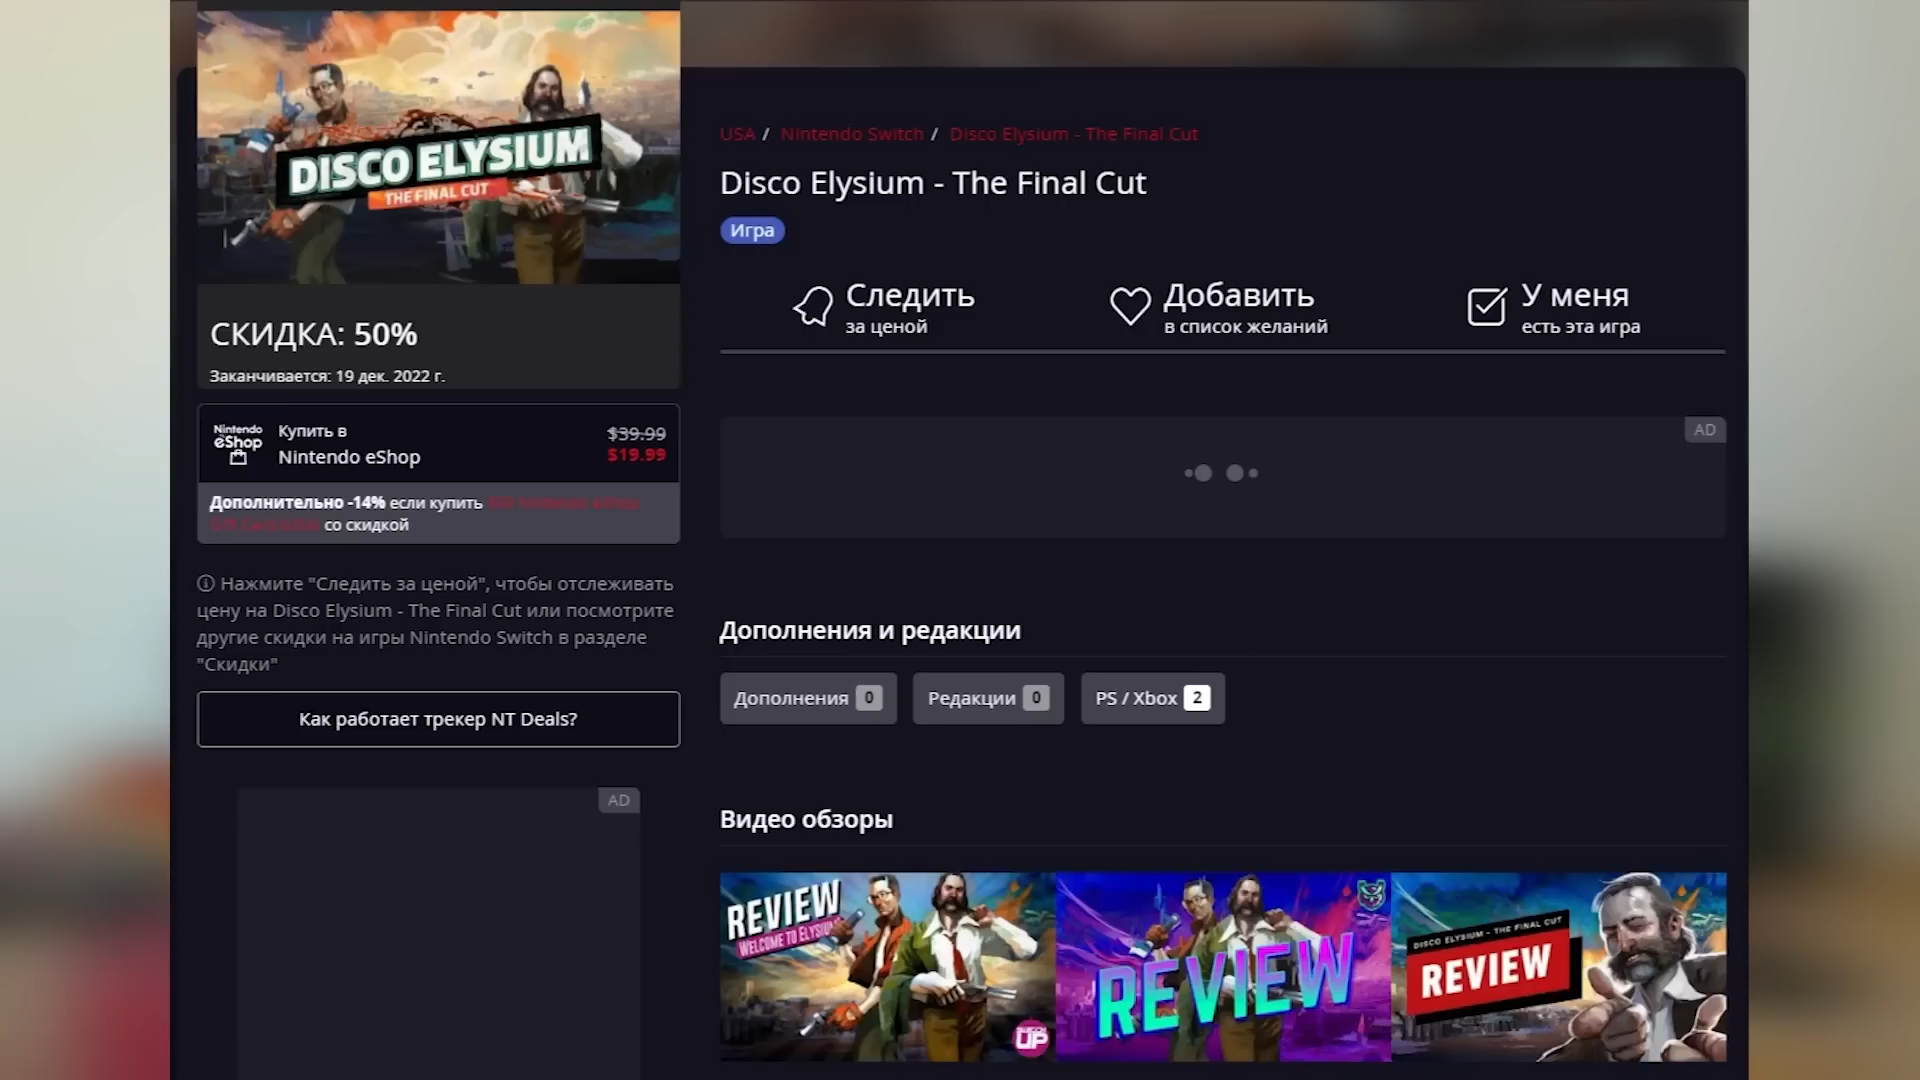 DISCO ELYSIUM
THE FINAL CUT
СКИДКА: 50%
Заканчивается: 19 дек. 2022 г.
Nintendo
eShop
Купить в
Nintendo eShop
$39.99
$19.99
Дополнительно -14% если купить
со скидкой
Нажмите "Следить за ценой", чтобы отслеживать
цену на Disco Elysium - The Final Cut или посмотрите
другие скидки на игры Nintendo Switch в разделе
"Скидки"
Как работает трекер NT Deals?
AD
USA / Nintendo Switch / Disco Elysium - The Final Cut
Disco Elysium - The Final Cut
Игра
Следить
за ценой
Добавить
в список желаний
У меня
есть эта игра
AD
Дополнения и редакции
Дополнения 0
Редакции 0
PS / Xbox 2
Видео обзоры
REVIEW
WELCOME TO ELYSIUM
UP
REVIEW
DISCO ELYSIUM - THE FINAL CUT
REVIEW